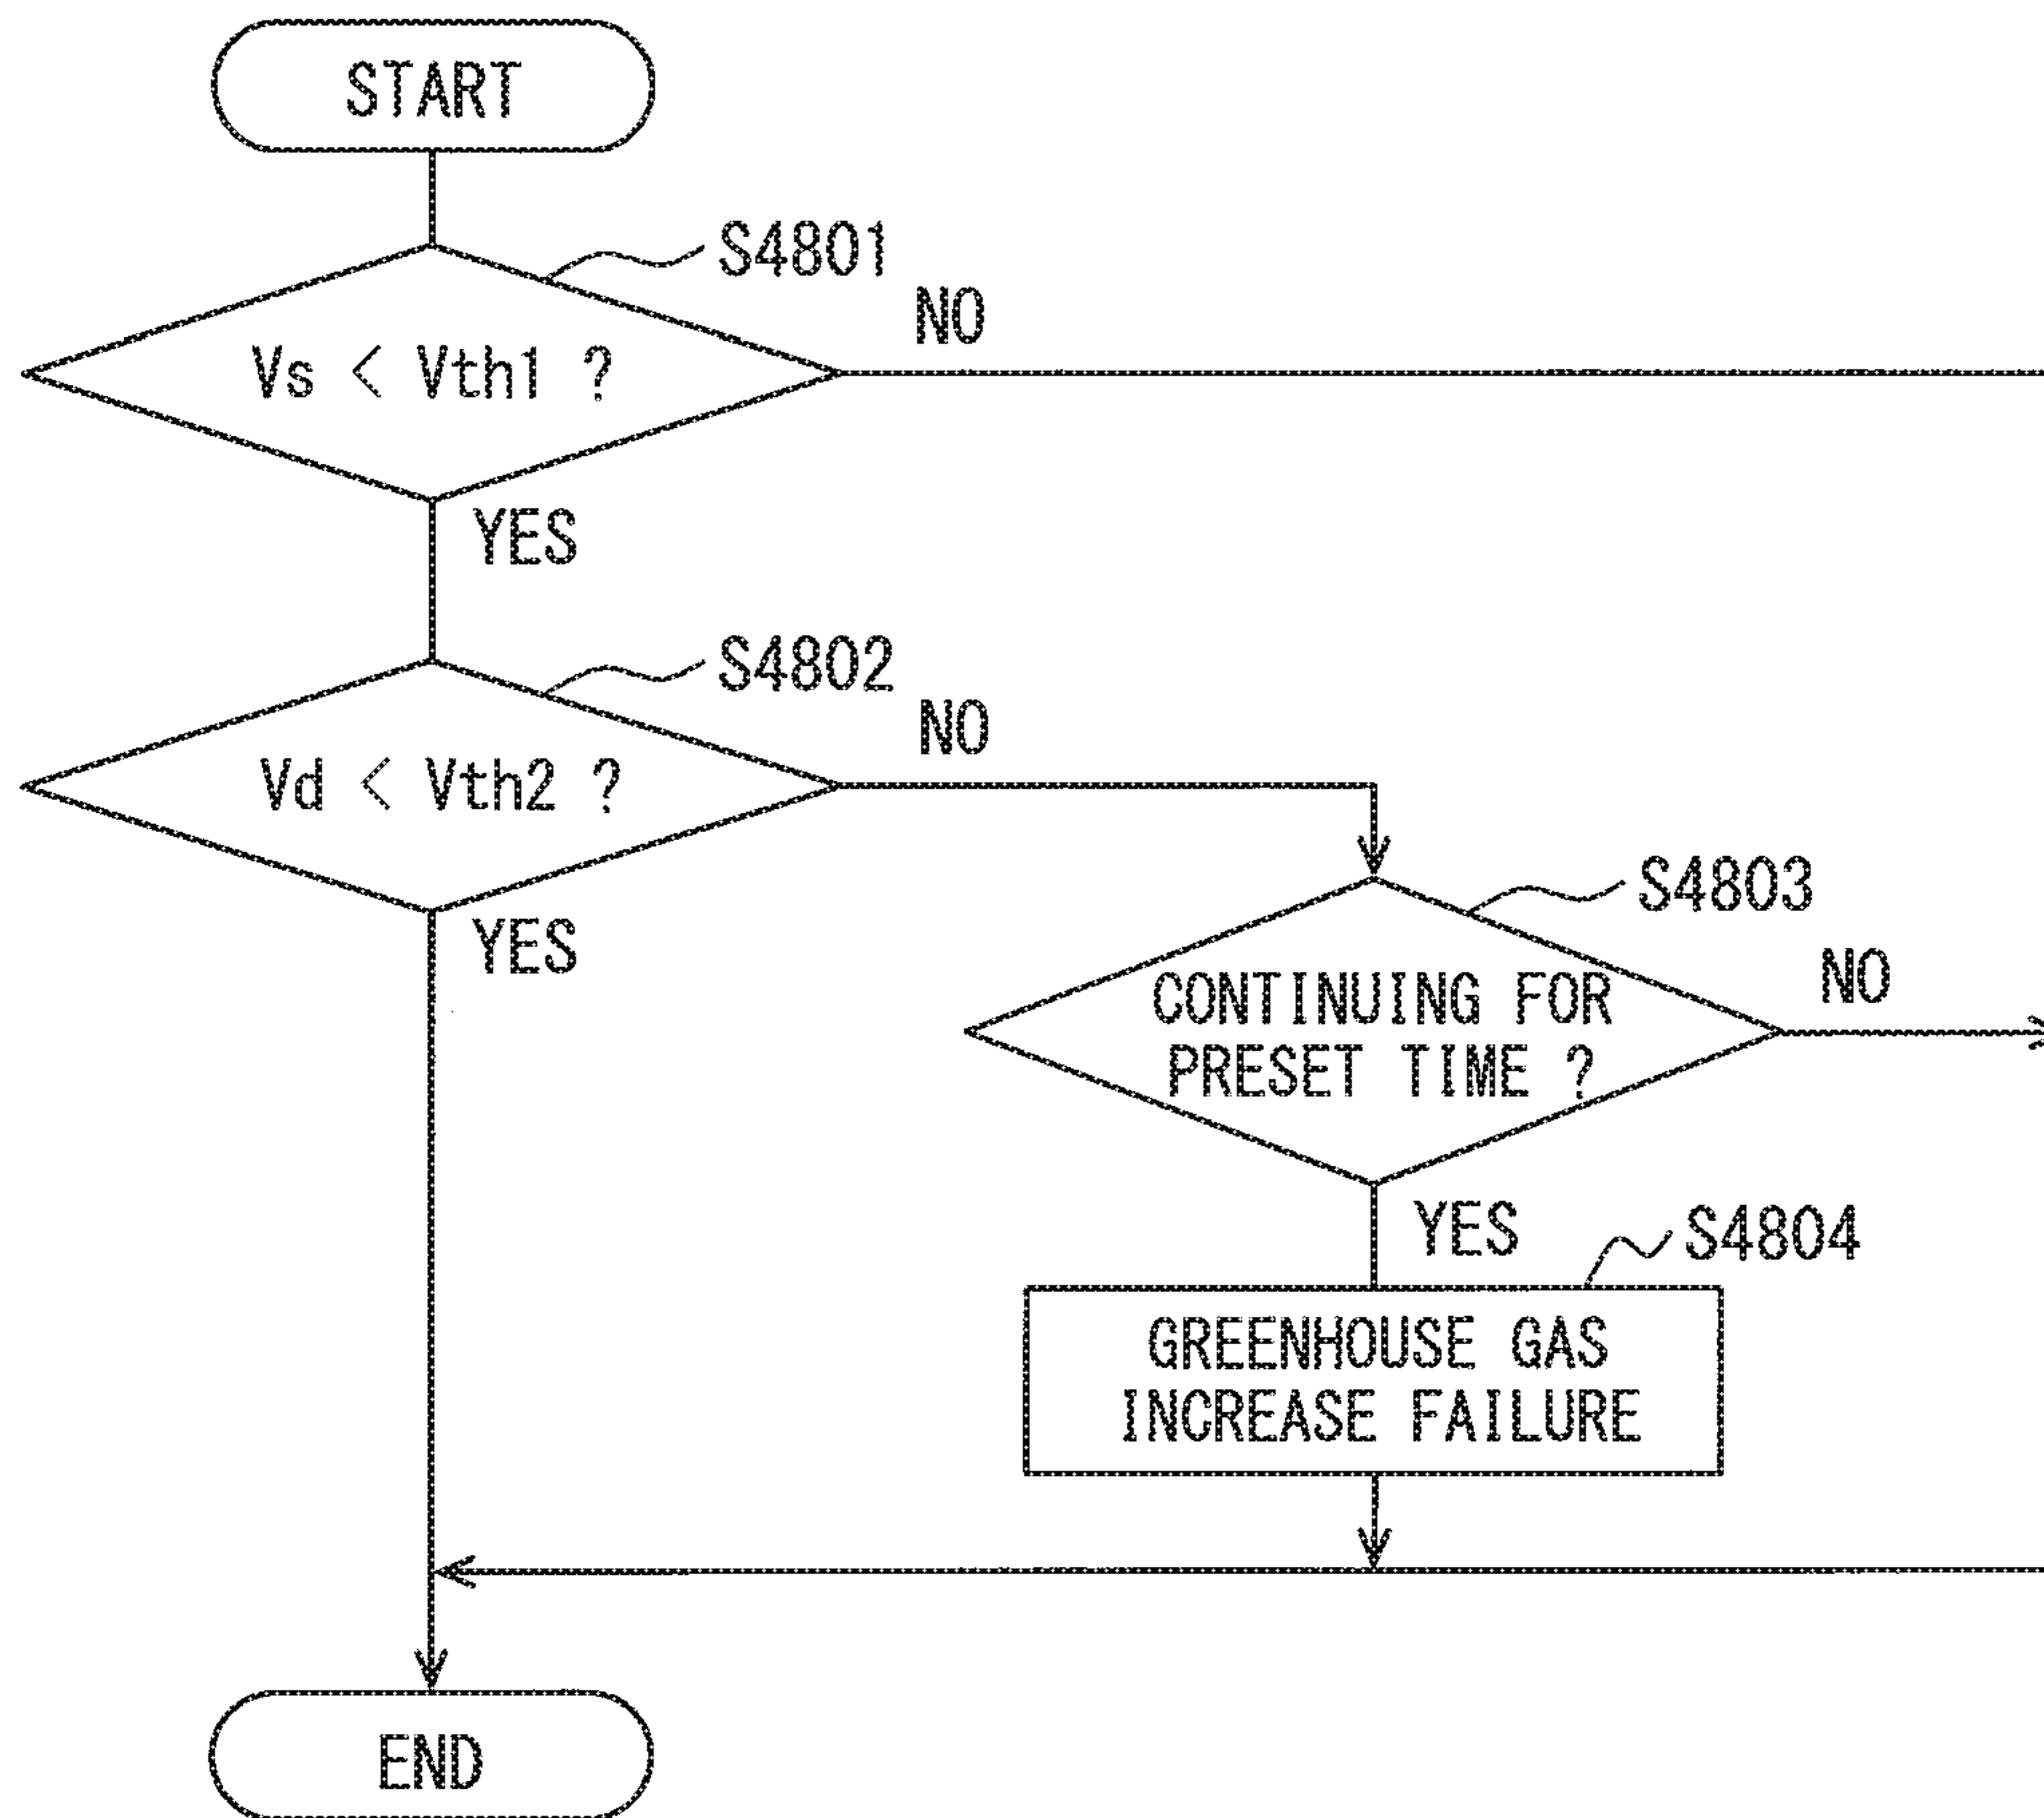 START
S4801
NO
Vs < Vth1 ?
YES
S4802
NO
Vd < Vth2 ?
YES
S4803
NO
CONTINUING FOR
PRESET TIME ?
YES
S4804
GREENHOUSE GAS
INCREASE FAILURE
END